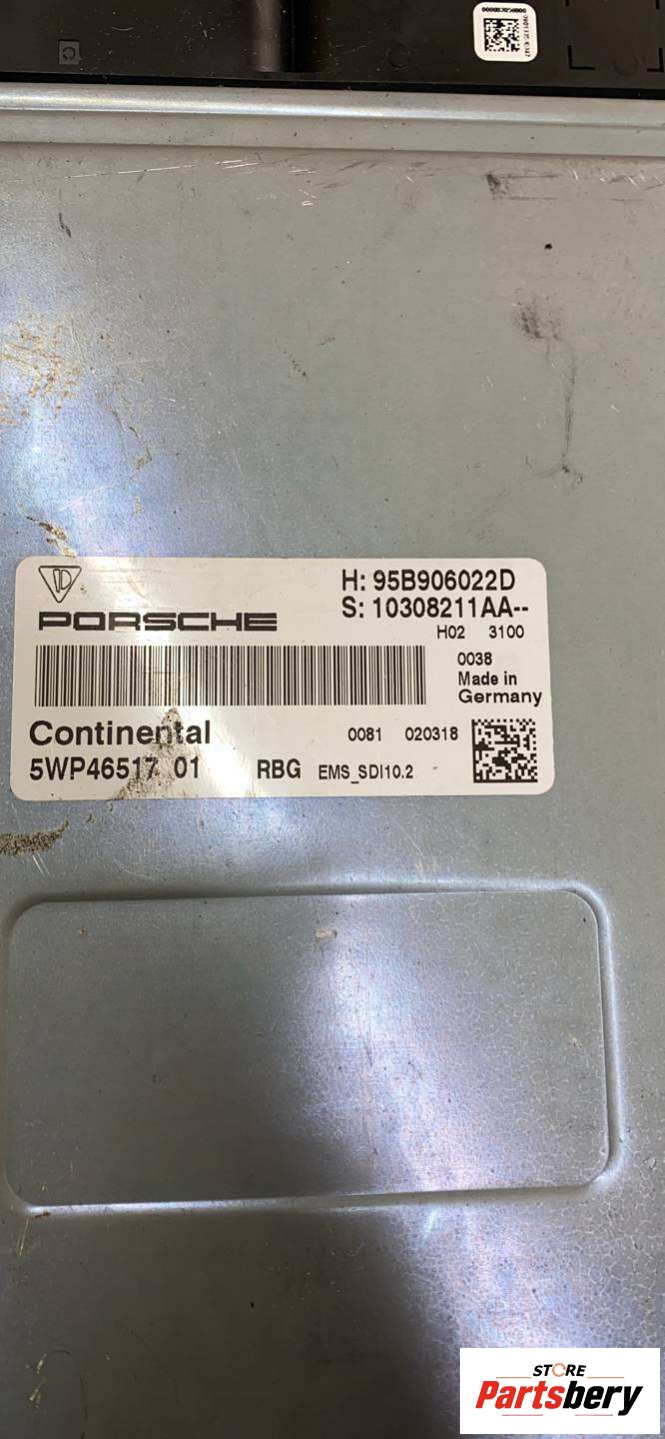 PORSCHE
H: 95B906022D
S: 10308211AA--
H02 3100
0038
Made in
Germany
Continental
0081 020318
5WP46517 01
RBG EMS_SDI10.2
STORE
Partsbery